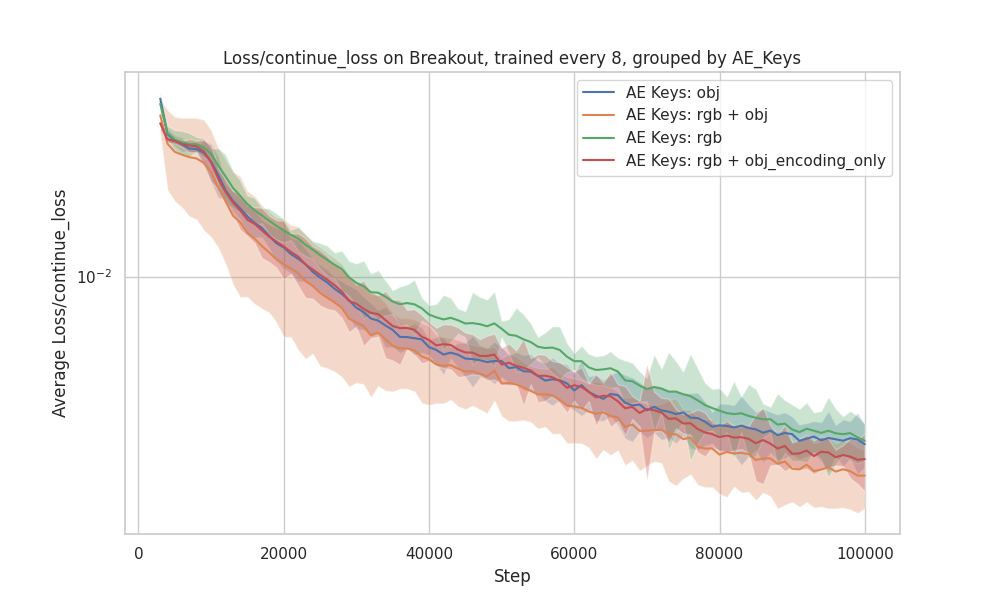 Loss/continue_loss on Breakout, trained every 8, grouped by AE_Keys
AE Keys: obj
AE Keys: rgb + obj
AE Keys: rgb
AE Keys: rgb + obj_encoding_only
Average Loss/continue_loss
10⁻²
0 20000 40000 60000 80000 100000
Step